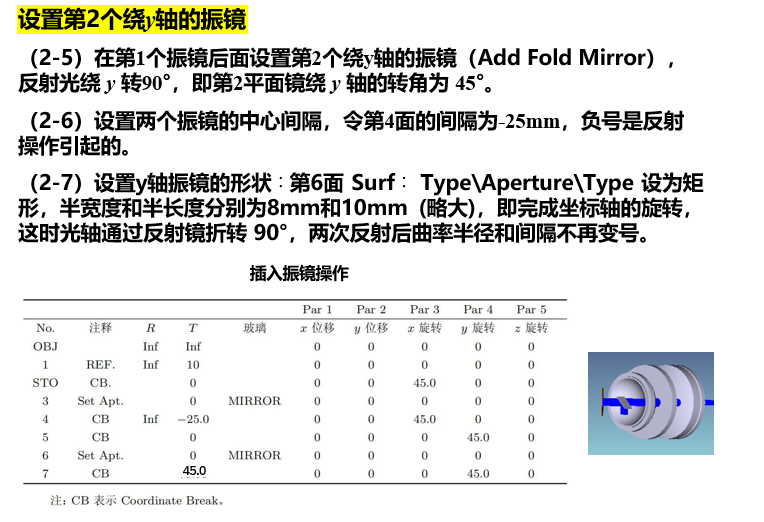 设置第2个绕y轴的振镜
（2-5）在第1个振镜后面设置第2个绕y轴的振镜（Add Fold Mirror），
反射光绕 y 转90°，即第2平面镜绕 y 轴的转角为 45°。
（2-6）设置两个振镜的中心间隔，令第4面的间隔为-25mm，负号是反射
操作引起的。
（2-7）设置y轴振镜的形状：第6面 Surf： Type\Aperture\Type 设为矩
形，半宽度和半长度分别为8mm和10mm（略大），即完成坐标轴的旋转，
这时光轴通过反射镜折转 90°，两次反射后曲率半径和间隔不再变号。
插入振镜操作
Par 1 Par 2 Par 3 Par 4 Par 5
No. 注释 R T 玻璃 x 位移 y 位移 x 旋转 y 旋转 z 旋转
OBJ Inf Inf 0 0 0 0 0
1 REF. Inf 10 0 0 0 0 0
STO CB. 0 0 0 45.0 0 0
3 Set Apt. 0 MIRROR 0 0 0 0 0
4 CB Inf −25.0 0 0 45.0 0 0
5 CB 0 0 0 0 45.0 0
6 Set Apt. 0 MIRROR 0 0 0 0 0
7 CB 45.0 0 0 0 45.0 0
注: CB 表示 Coordinate Break。